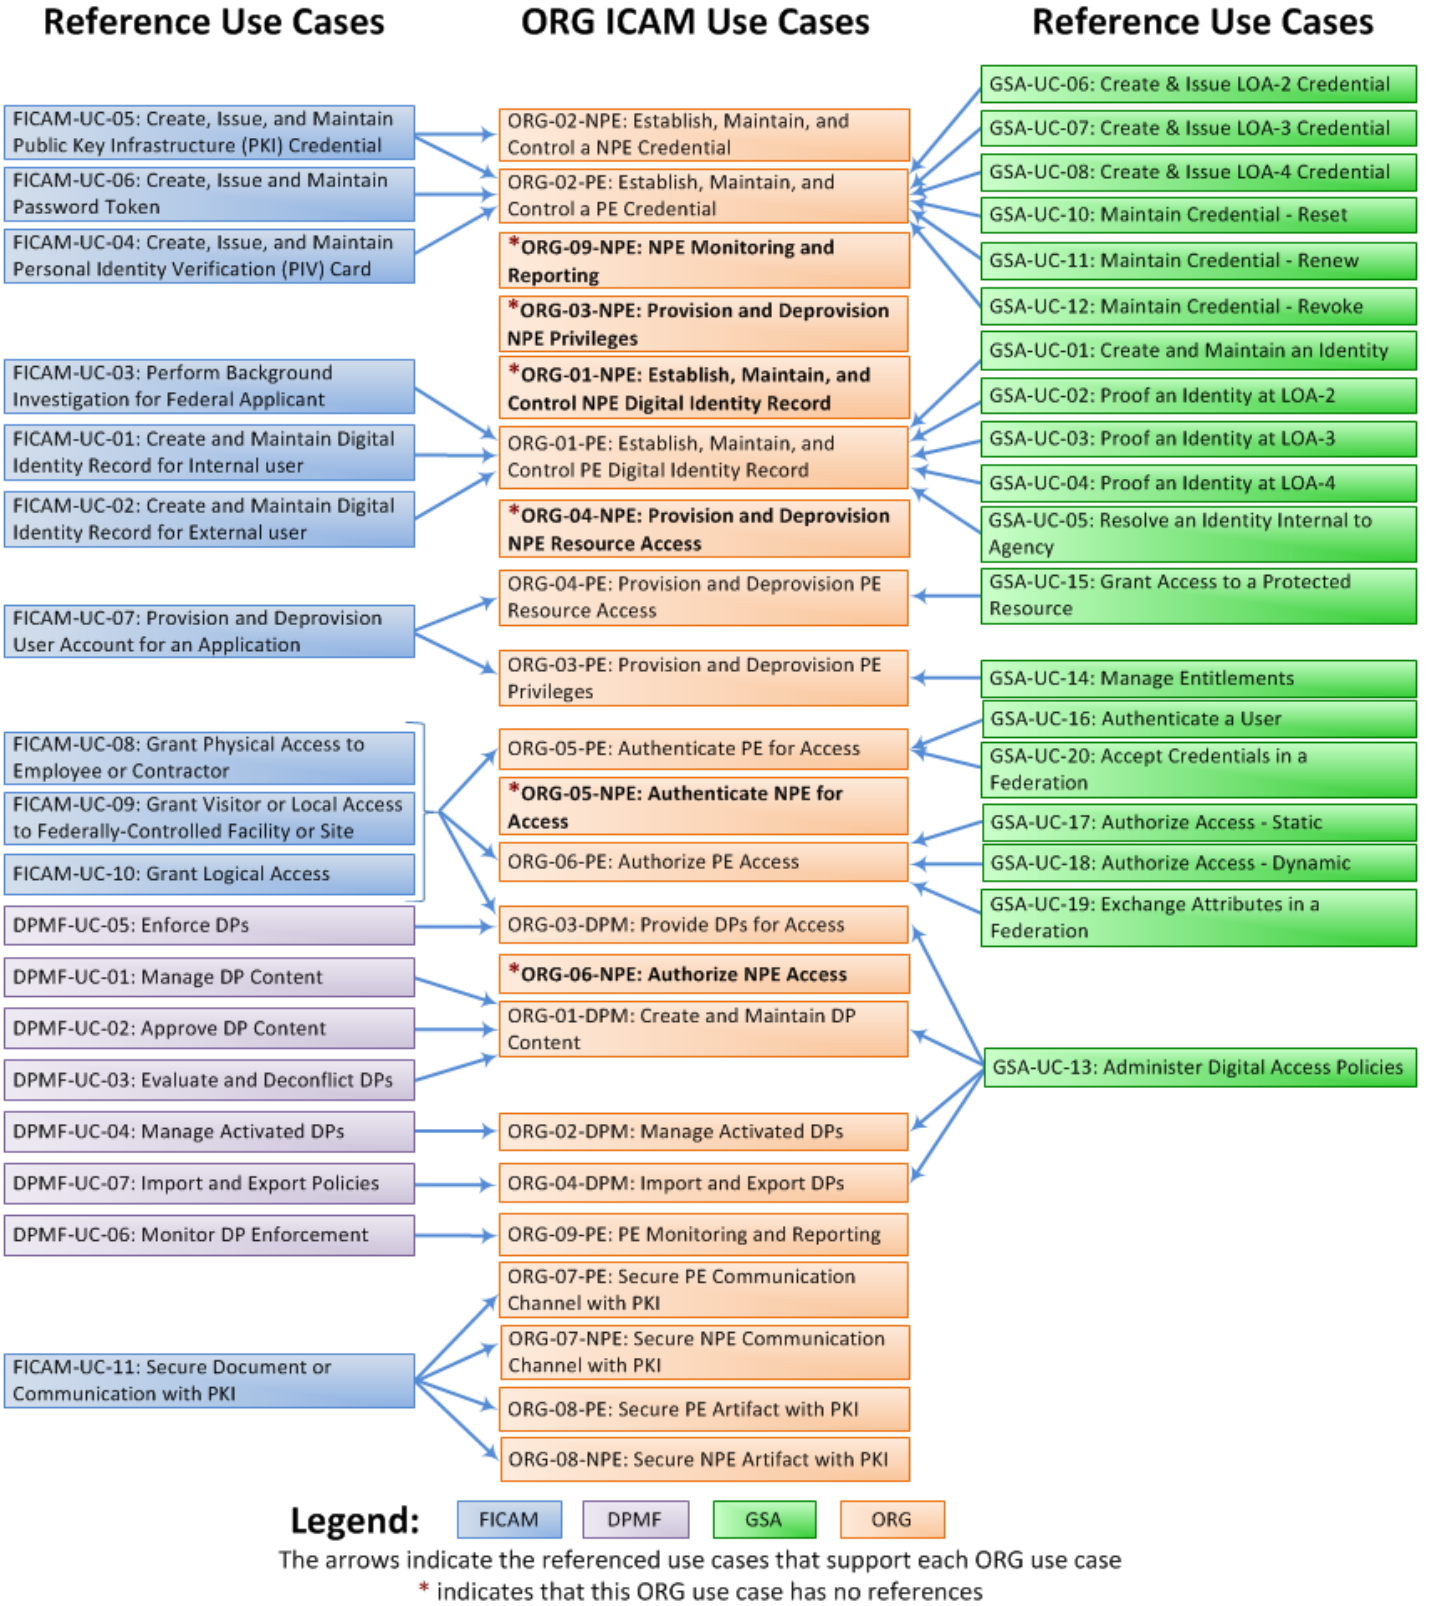 Reference Use Cases
ORG ICAM Use Cases
Reference Use Cases
FICAM-UC-05: Create, Issue, and Maintain
Public Key Infrastructure (PKI) Credential
FICAM-UC-06: Create, Issue and Maintain
Password Token
FICAM-UC-04: Create, Issue, and Maintain
Personal Identity Verification (PIV) Card
FICAM-UC-03: Perform Background
Investigation for Federal Applicant
FICAM-UC-01: Create and Maintain Digital
Identity Record for Internal user
FICAM-UC-02: Create and Maintain Digital
Identity Record for External user
FICAM-UC-07: Provision and Deprovision
User Account for an Application
FICAM-UC-08: Grant Physical Access to
Employee or Contractor
FICAM-UC-09: Grant Visitor or Local Access
to Federally-Controlled Facility or Site
FICAM-UC-10: Grant Logical Access
DPMF-UC-05: Enforce DPs
DPMF-UC-01: Manage DP Content
DPMF-UC-02: Approve DP Content
DPMF-UC-03: Evaluate and Deconflict DPs
DPMF-UC-04: Manage Activated DPs
DPMF-UC-07: Import and Export Policies
DPMF-UC-06: Monitor DP Enforcement
FICAM-UC-11: Secure Document or
Communication with PKI
ORG-02-NPE: Establish, Maintain, and
Control a NPE Credential
ORG-02-PE: Establish, Maintain, and
Control a PE Credential
*ORG-09-NPE: NPE Monitoring and
Reporting
*ORG-03-NPE: Provision and Deprovision
NPE Privileges
*ORG-01-NPE: Establish, Maintain, and
Control NPE Digital Identity Record
ORG-01-PE: Establish, Maintain, and
Control PE Digital Identity Record
*ORG-04-NPE: Provision and Deprovision
NPE Resource Access
ORG-04-PE: Provision and Deprovision PE
Resource Access
ORG-03-PE: Provision and Deprovision PE
Privileges
ORG-05-PE: Authenticate PE for Access
*ORG-05-NPE: Authenticate NPE for
Access
ORG-06-PE: Authorize PE Access
ORG-03-DPM: Provide DPs for Access
*ORG-06-NPE: Authorize NPE Access
ORG-01-DPM: Create and Maintain DP
Content
ORG-02-DPM: Manage Activated DPs
ORG-04-DPM: Import and Export DPs
ORG-09-PE: PE Monitoring and Reporting
ORG-07-PE: Secure PE Communication
Channel with PKI
ORG-07-NPE: Secure NPE Communication
Channel with PKI
ORG-08-PE: Secure PE Artifact with PKI
ORG-08-NPE: Secure NPE Artifact with PKI
GSA-UC-06: Create & Issue LOA-2 Credential
GSA-UC-07: Create & Issue LOA-3 Credential
GSA-UC-08: Create & Issue LOA-4 Credential
GSA-UC-10: Maintain Credential - Reset
GSA-UC-11: Maintain Credential - Renew
GSA-UC-12: Maintain Credential - Revoke
GSA-UC-01: Create and Maintain an Identity
GSA-UC-02: Proof an Identity at LOA-2
GSA-UC-03: Proof an Identity at LOA-3
GSA-UC-04: Proof an Identity at LOA-4
GSA-UC-05: Resolve an Identity Internal to
Agency
GSA-UC-15: Grant Access to a Protected
Resource
GSA-UC-14: Manage Entitlements
GSA-UC-16: Authenticate a User
GSA-UC-20: Accept Credentials in a
Federation
GSA-UC-17: Authorize Access - Static
GSA-UC-18: Authorize Access - Dynamic
GSA-UC-19: Exchange Attributes in a
Federation
GSA-UC-13: Administer Digital Access Policies
Legend:
FICAM
DPMF
GSA
ORG
The arrows indicate the referenced use cases that support each ORG use case
* indicates that this ORG use case has no references